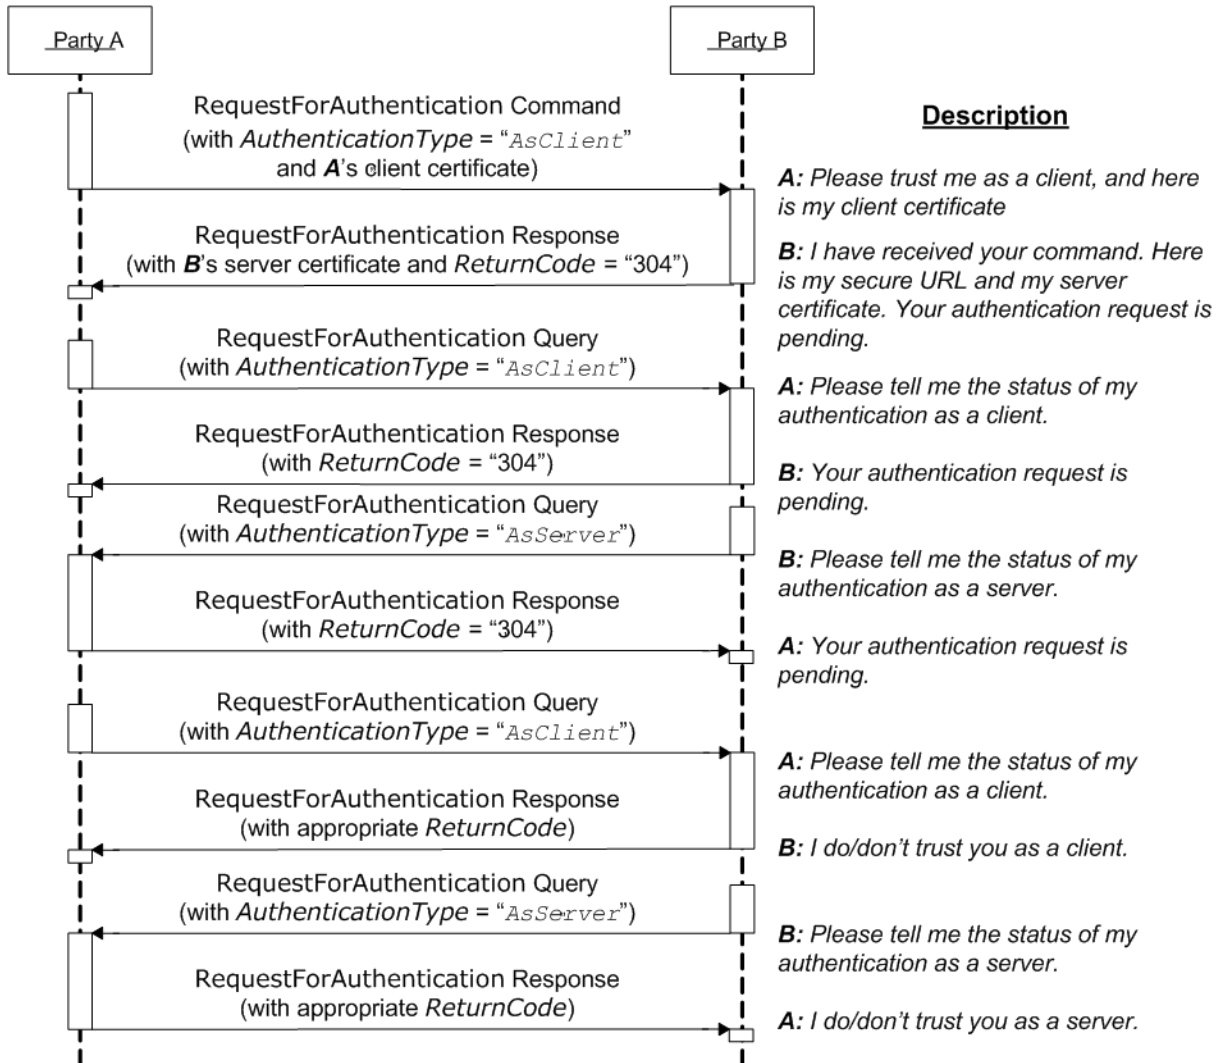 Party A
Party B
Description
RequestForAuthentication Command
(with AuthenticationType = “AsClient”
and A's client certificate)
A: Please trust me as a client, and here
is my client certificate
RequestForAuthentication Response
(with B's server certificate and ReturnCode = “304”)
B: I have received your command. Here
is my secure URL and my server
certificate. Your authentication request is
pending.
RequestForAuthentication Query
(with AuthenticationType = “AsClient”)
A: Please tell me the status of my
authentication as a client.
RequestForAuthentication Response
(with ReturnCode = “304”)
B: Your authentication request is
pending.
RequestForAuthentication Query
(with AuthenticationType = “AsServer”)
B: Please tell me the status of my
authentication as a server.
RequestForAuthentication Response
(with ReturnCode = “304”)
A: Your authentication request is
pending.
RequestForAuthentication Query
(with AuthenticationType = “AsClient”)
A: Please tell me the status of my
authentication as a client.
RequestForAuthentication Response
(with appropriate ReturnCode)
B: I do/don't trust you as a client.
RequestForAuthentication Query
(with AuthenticationType = “AsServer”)
B: Please tell me the status of my
authentication as a server.
RequestForAuthentication Response
(with appropriate ReturnCode)
A: I do/don't trust you as a server.